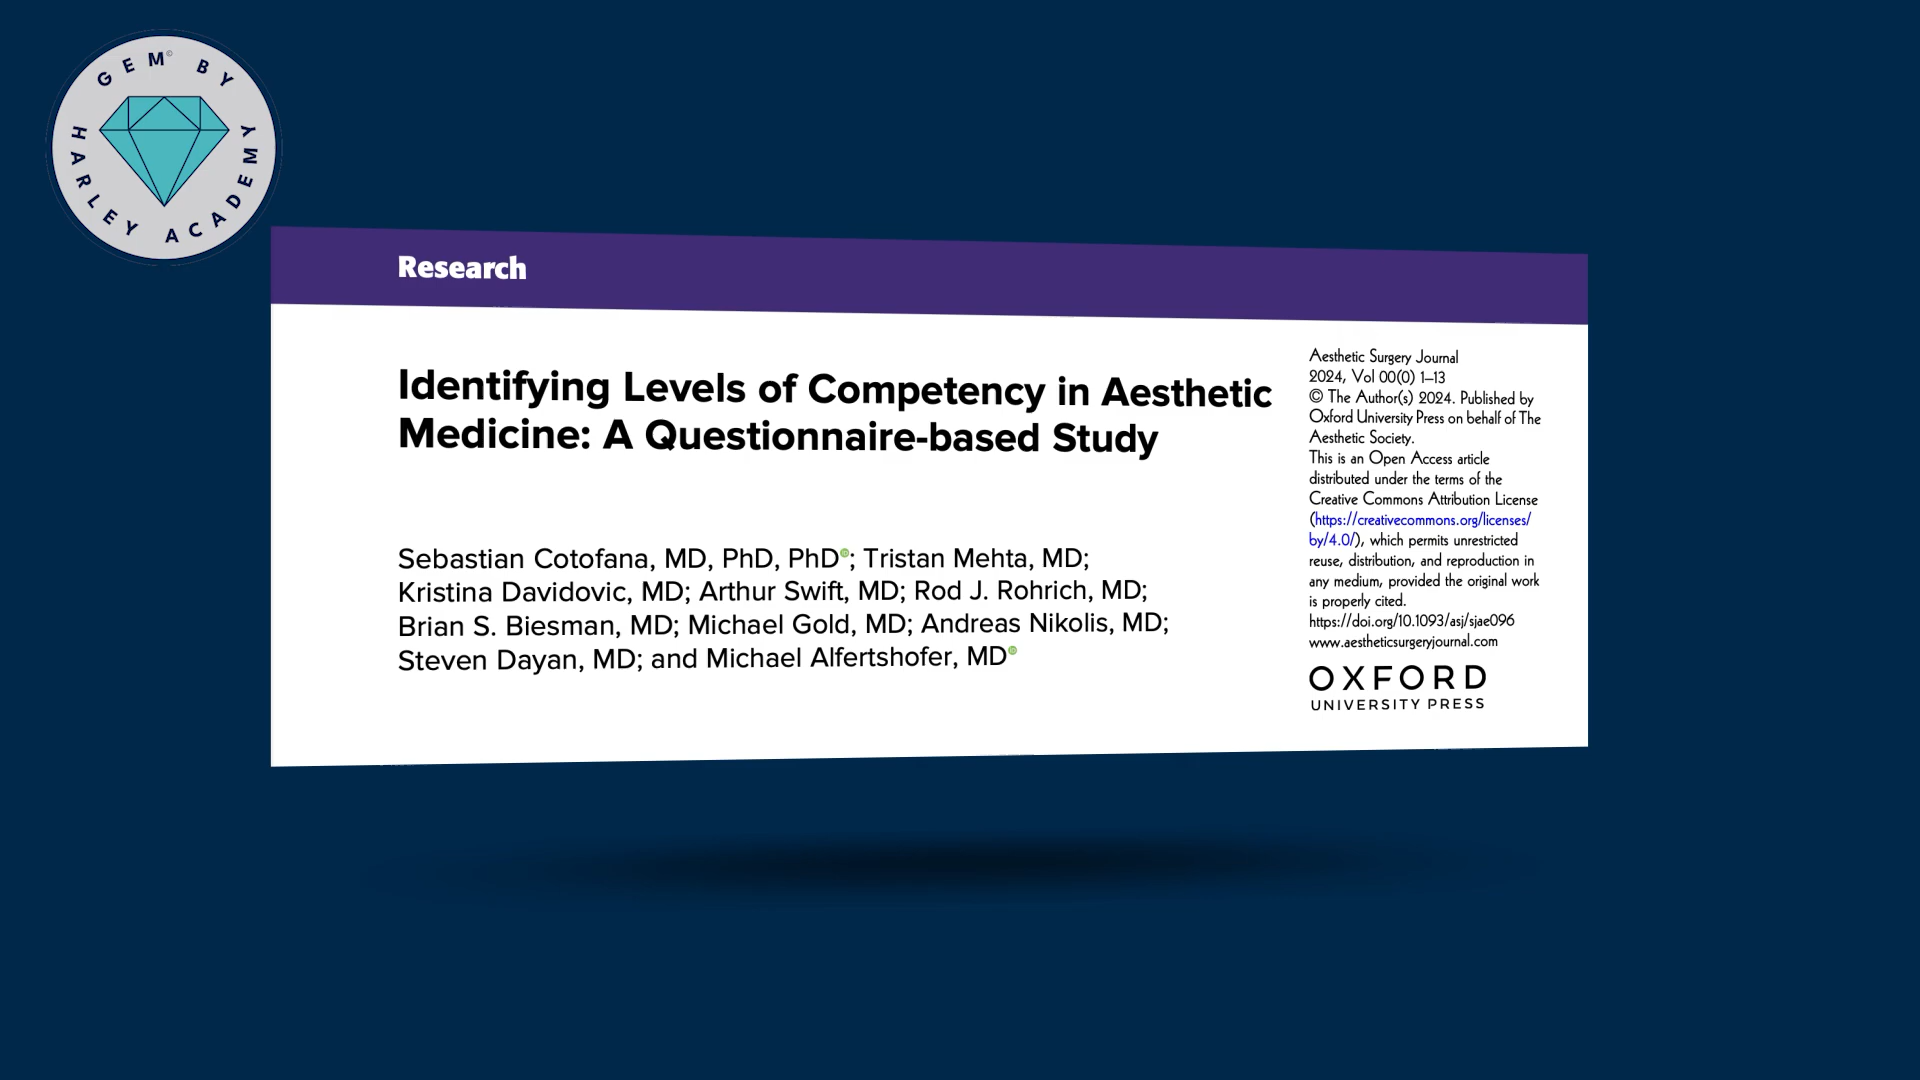 GEM© BY
HARLEY ACADEMY
Research
Identifying Levels of Competency in Aesthetic
Medicine: A Questionnaire-based Study
Sebastian Cotofana, MD, PhD, PhD; Tristan Mehta, MD;
Kristina Davidovic, MD; Arthur Swift, MD; Rod J. Rohrich, MD;
Brian S. Biesman, MD; Michael Gold, MD; Andreas Nikolis, MD;
Steven Dayan, MD; and Michael Alfertshofer, MD
Aesthetic Surgery Journal
2024, Vol 00(0) 1–13
© The Author(s) 2024. Published by
Oxford University Press on behalf of The
Aesthetic Society.
This is an Open Access article
distributed under the terms of the
Creative Commons Attribution License
(https://creativecommons.org/licenses/
by/4.0/), which permits unrestricted
reuse, distribution, and reproduction in
any medium, provided the original work
is properly cited.
https://doi.org/10.1093/asj/sjae096
www.aestheticsurgeryjournal.com
OXFORD
UNIVERSITY PRESS